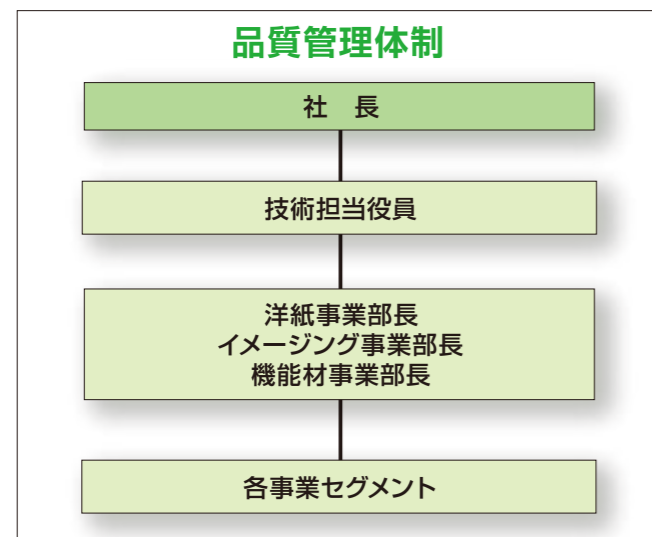 品質管理体制
社　長
技術担当役員
洋紙事業部長
イメージング事業部長
機能材事業部長
各事業セグメント